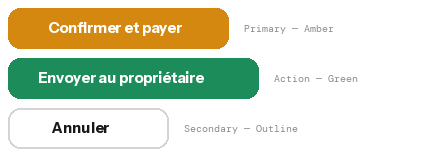 Confirmer et payer Primary — Amber
Envoyer au propriétaire Action — Green
Annuler Secondary — Outline